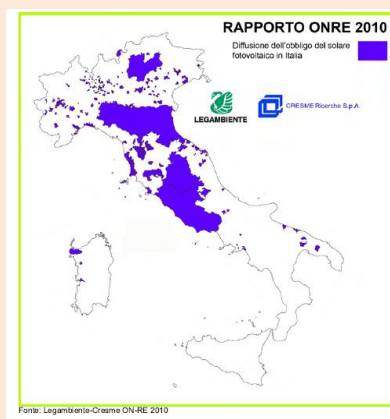 RAPPORTO ONRE 2010
Diffusione dell'obbligo del solare
fotovoltaico in Italia
LEGAMBIENTE
CRESME Ricerche S.p.A.
Fonte: Legambiente-Cresme ON-RE 2010